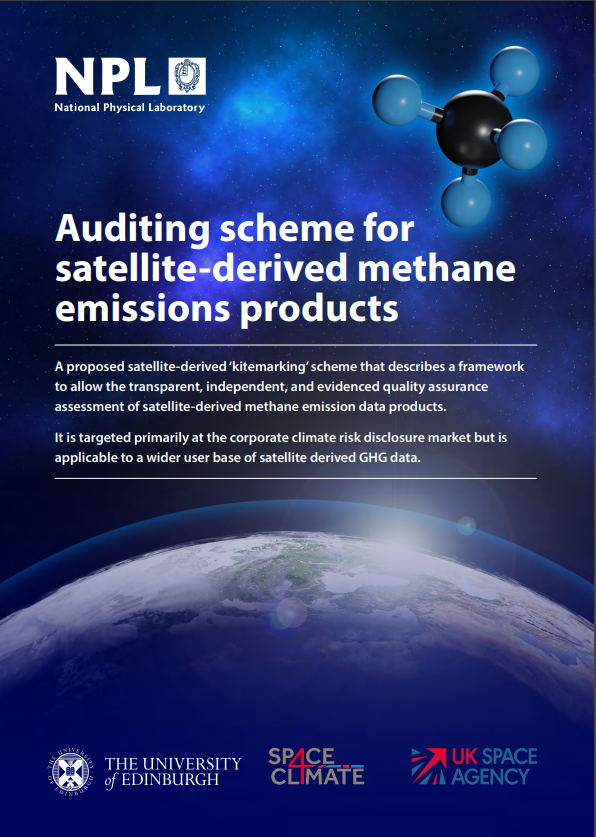 NPL
National Physical Laboratory
Auditing scheme for
satellite-derived methane
emissions products
A proposed satellite-derived ‘kitemarking’ scheme that describes a framework
to allow the transparent, independent, and evidenced quality assurance
assessment of satellite-derived methane emission data products.
It is targeted primarily at the corporate climate risk disclosure market but is
applicable to a wider user base of satellite derived GHG data.
THE UNIVERSITY
of EDINBURGH
SP4CE
CLIMATE
UK SPACE
AGENCY